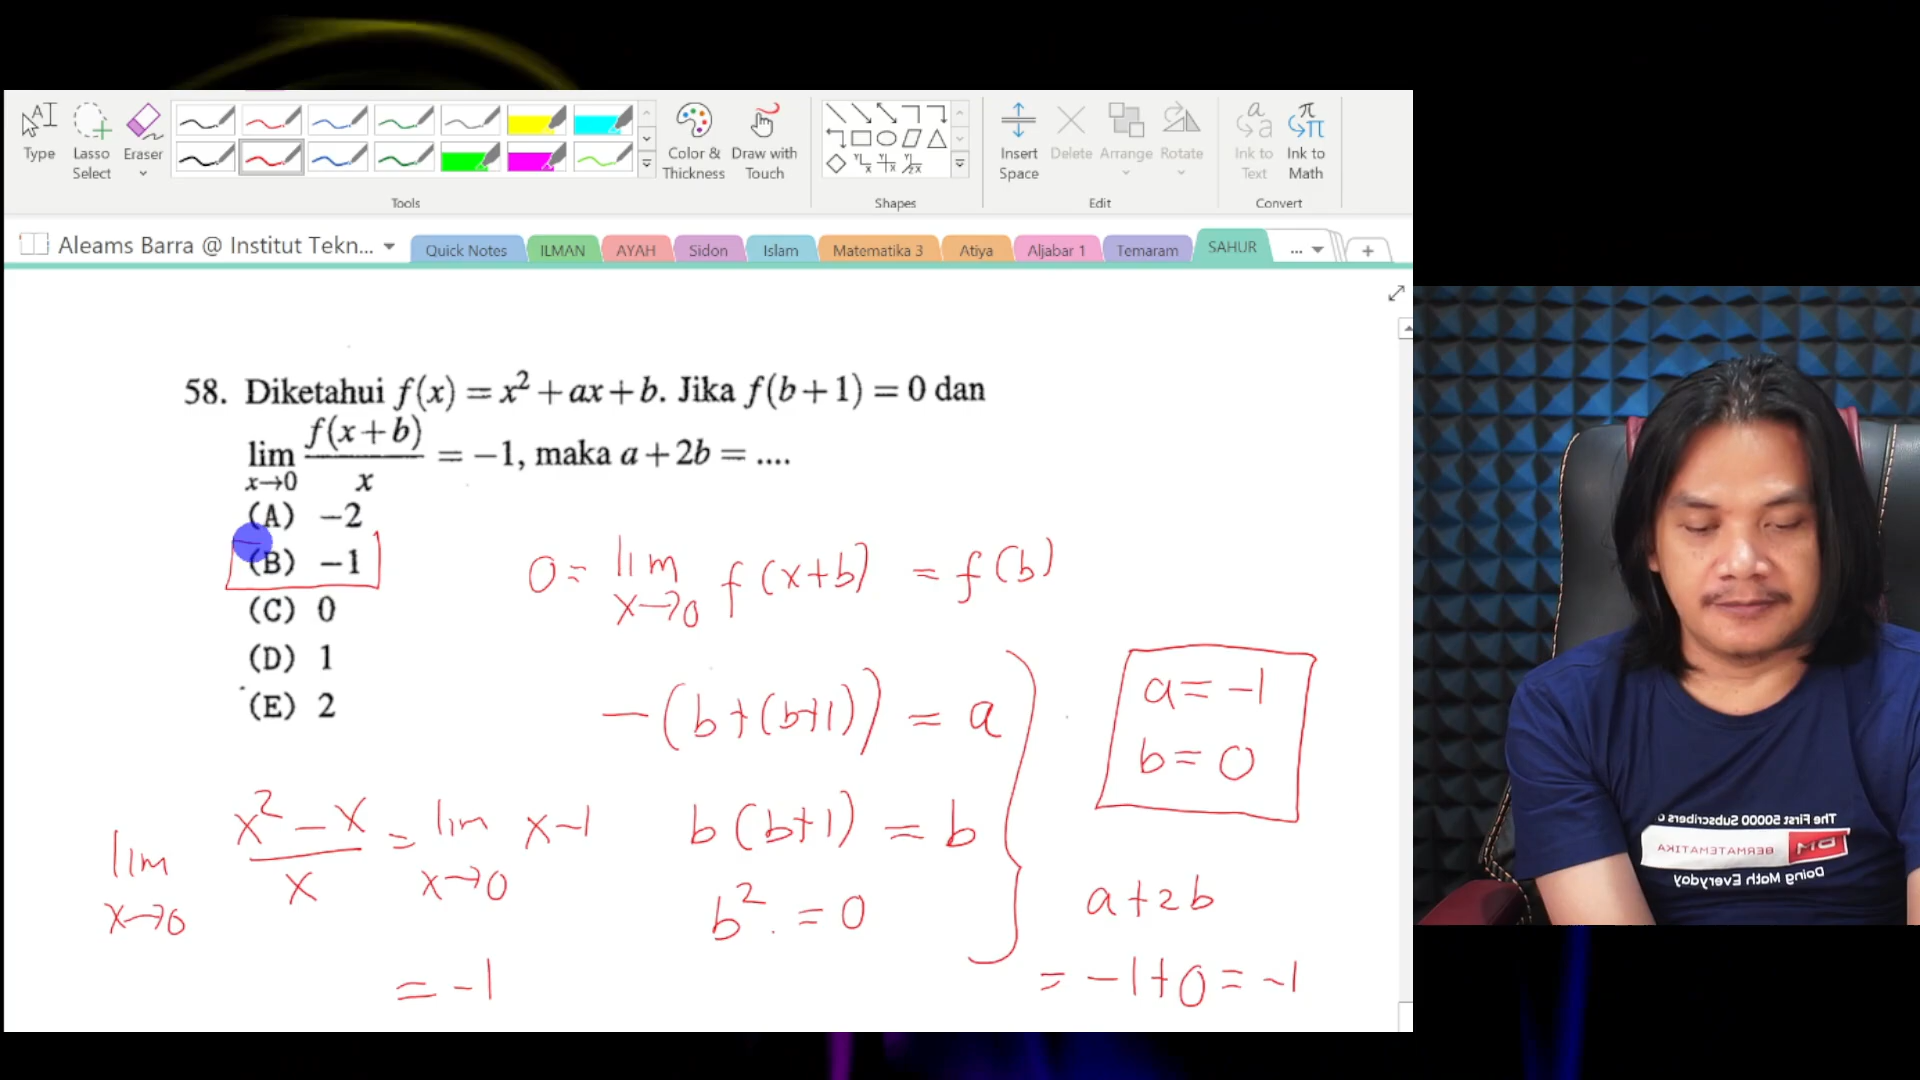 Type
Lasso Select
Eraser
Color & Thickness
Draw with Touch
Insert Space
Delete
Arrange
Rotate
Ink to Text
Ink to Math
Tools
Shapes
Edit
Convert
Aleams Barra @ Institut Tekn...
Quick Notes
ILMAN
AYAH
Sidon
Islam
Matematika 3
Atiya
Aljabar 1
Temaram
SAHUR
...
58. Diketahui f(x) = x² + ax + b. Jika f(b+1) = 0 dan
lim x→0 f(x+b)/x = −1, maka a + 2b = ....
(A) −2
(B) −1
(C) 0
(D) 1
(E) 2
0 = lim x→0 f(x+b) = f(b)
−(b+(b+1)) = a
b(b+1) = b
b² = 0
a = −1
b = 0
lim x→0 x²−x/x = lim x→0 x−1
= −1
a+2b
= −1+0 = −1
The First 50000 Subscribers
BERMATEMATIKA
Doing Math Everyday